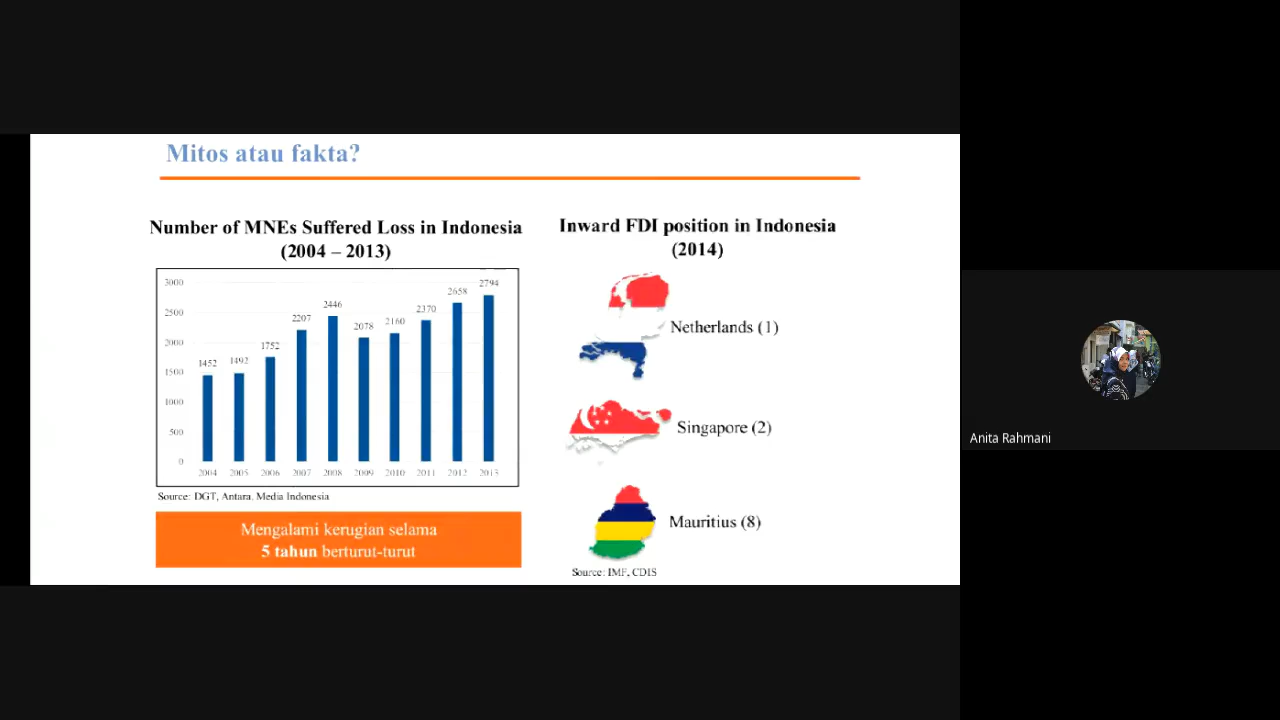 Mitos atau fakta?
Number of MNEs Suffered Loss in Indonesia
(2004 – 2013)
3000
2500
2000
1500
1000
500
0
1452
1492
1752
2207
2446
2078
2160
2370
2658
2794
2004 2005 2006 2007 2008 2009 2010 2011 2012 2013
Source: DGT, Antara. Media Indonesia
Mengalami kerugian selama
5 tahun berturut-turut
Inward FDI position in Indonesia
(2014)
Netherlands (1)
Singapore (2)
Mauritius (8)
Source: IMF, CDIS
Anita Rahmani